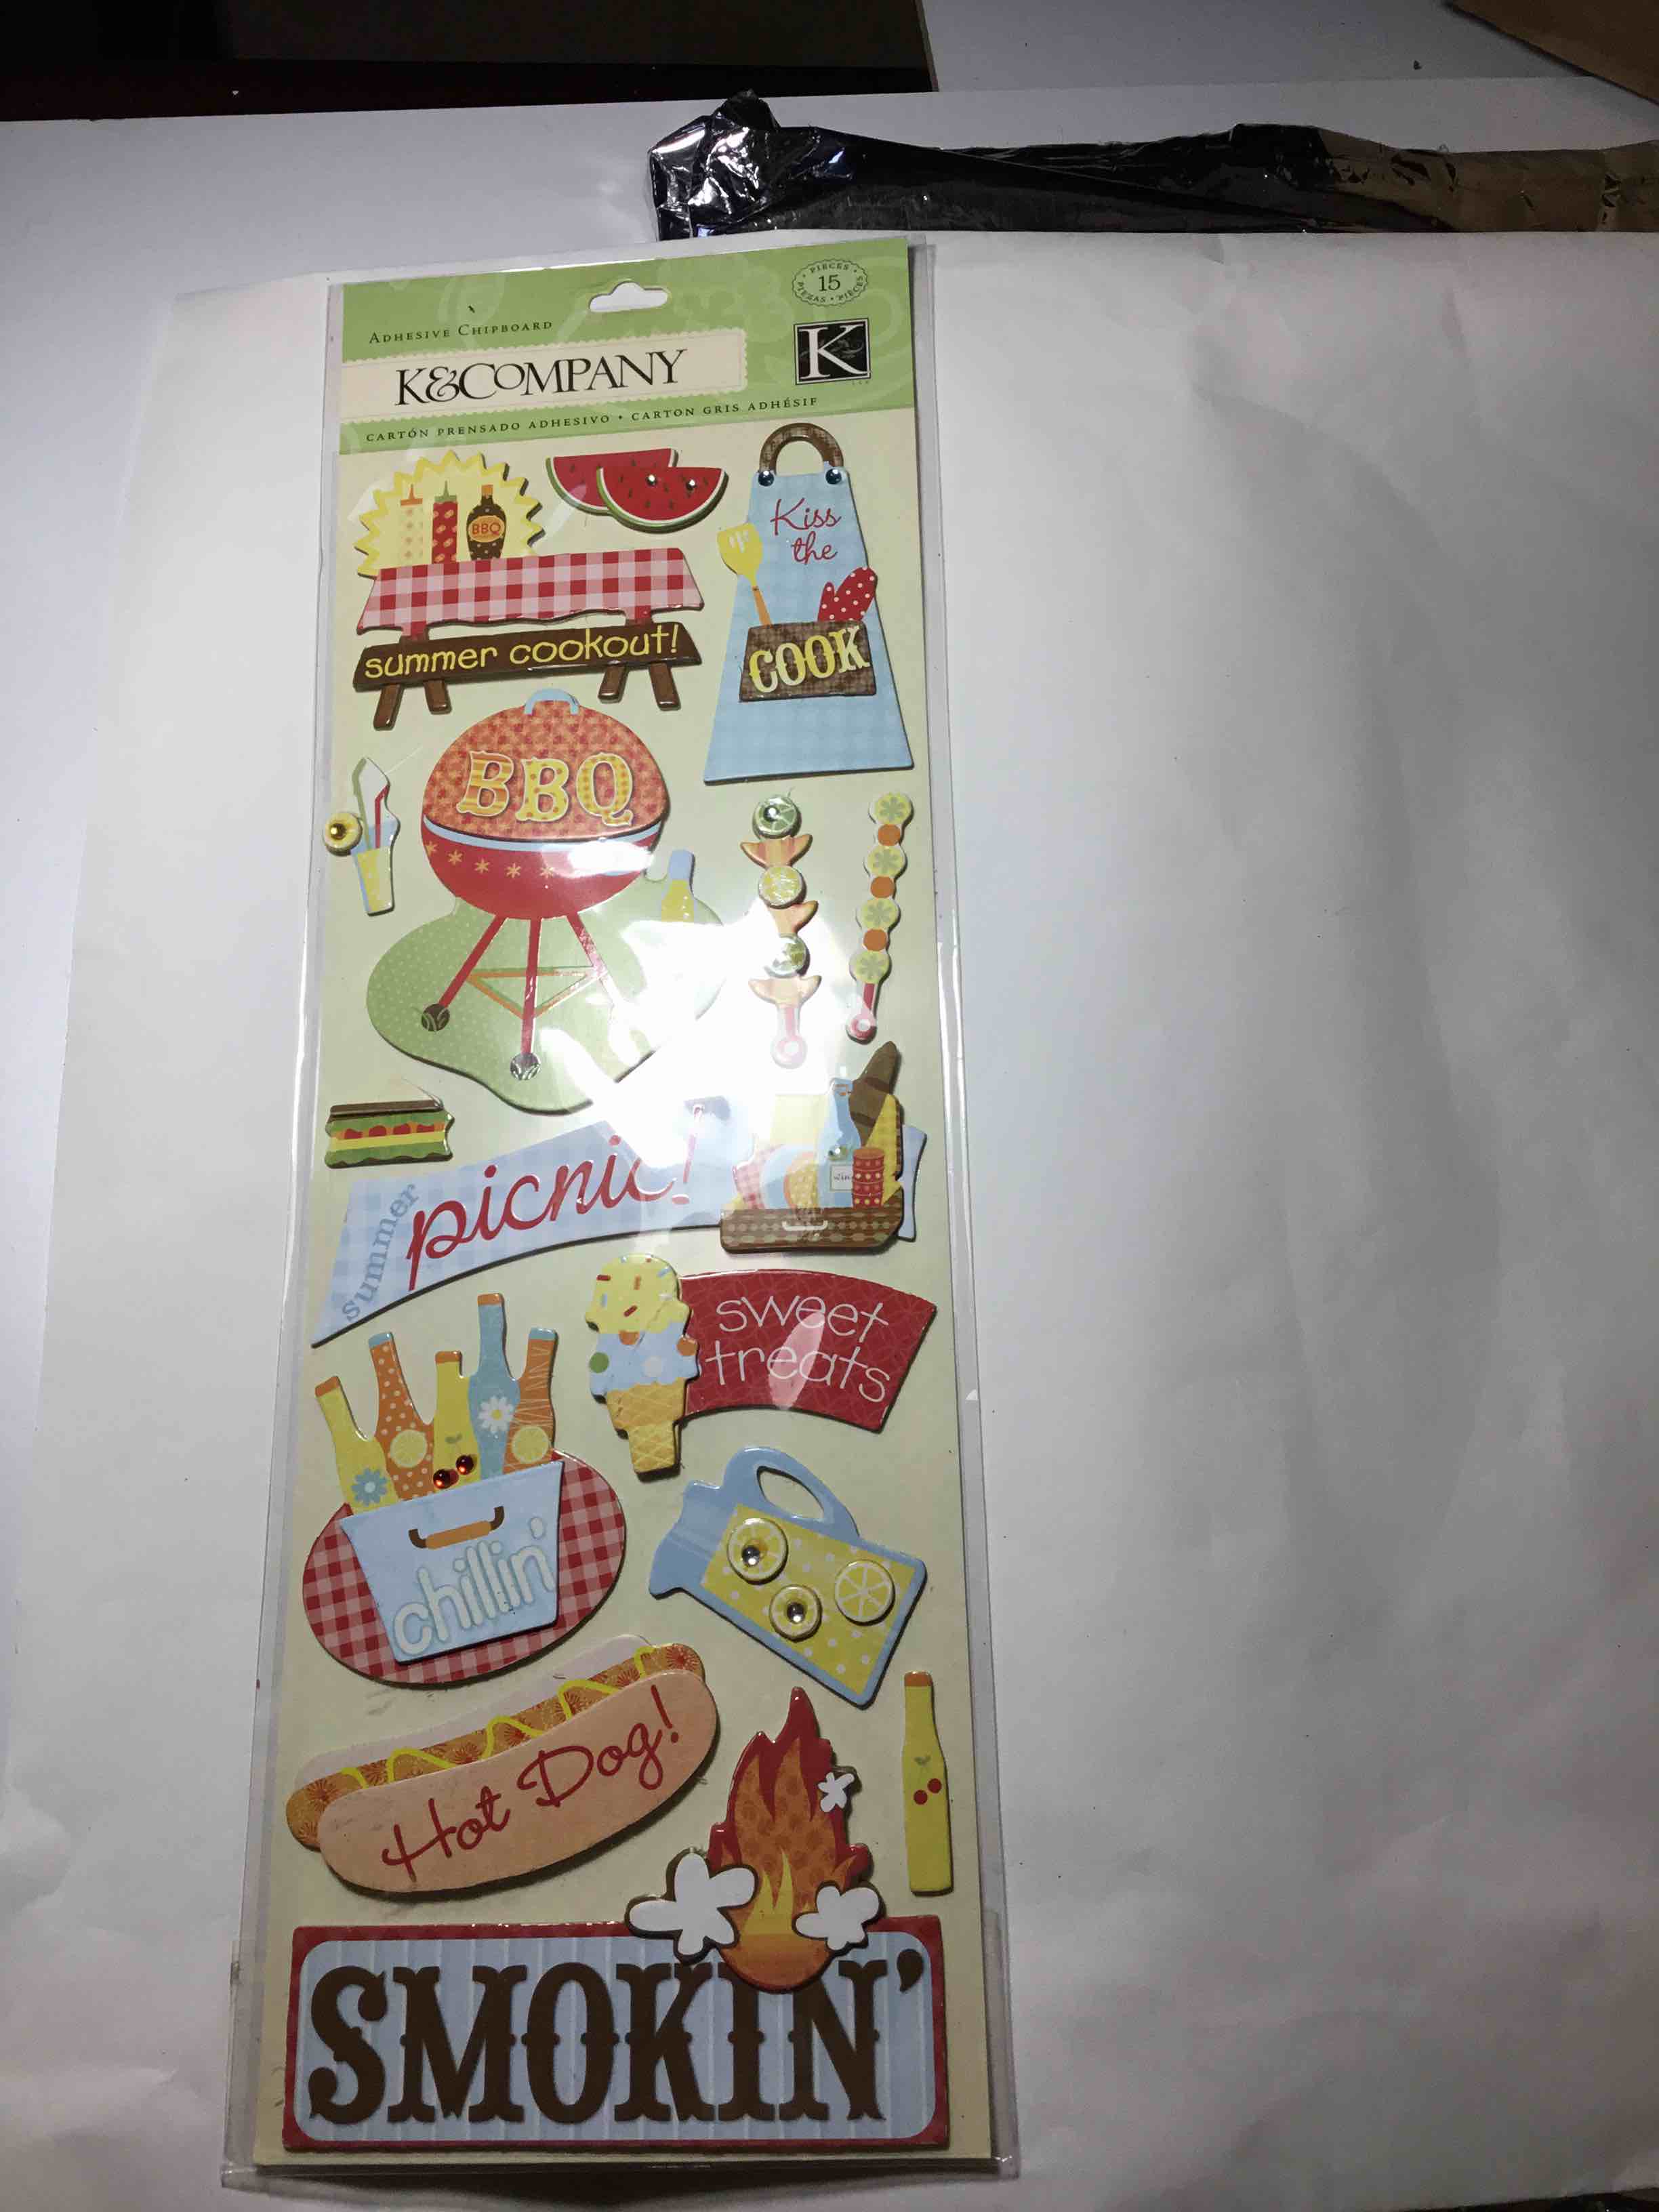 PIECES
15
PIEZAS • PIÈCES
ADHESIVE CHIPBOARD
K&COMPANY
K
CARTÓN PRENSADO ADHESIVO • CARTON GRIS ADHÉSIF
BBQ
Kiss
the
COOK
summer cookout!
BBQ
summer
picnic!
sweet
treats
chillin'
Hot Dog!
SMOKIN'